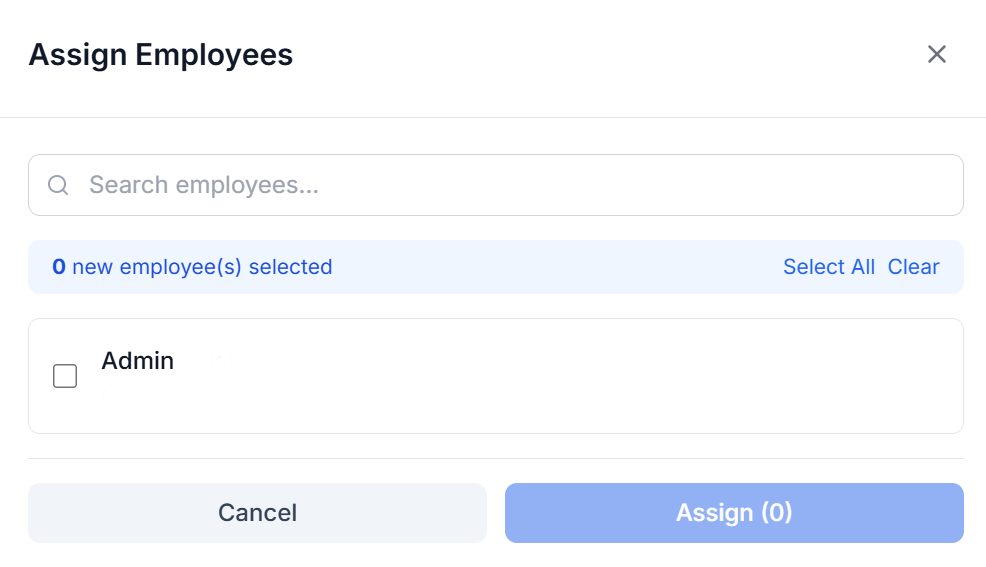 Assign Employees
Search employees...
0 new employee(s) selected
Select All Clear
Admin
Cancel
Assign (0)